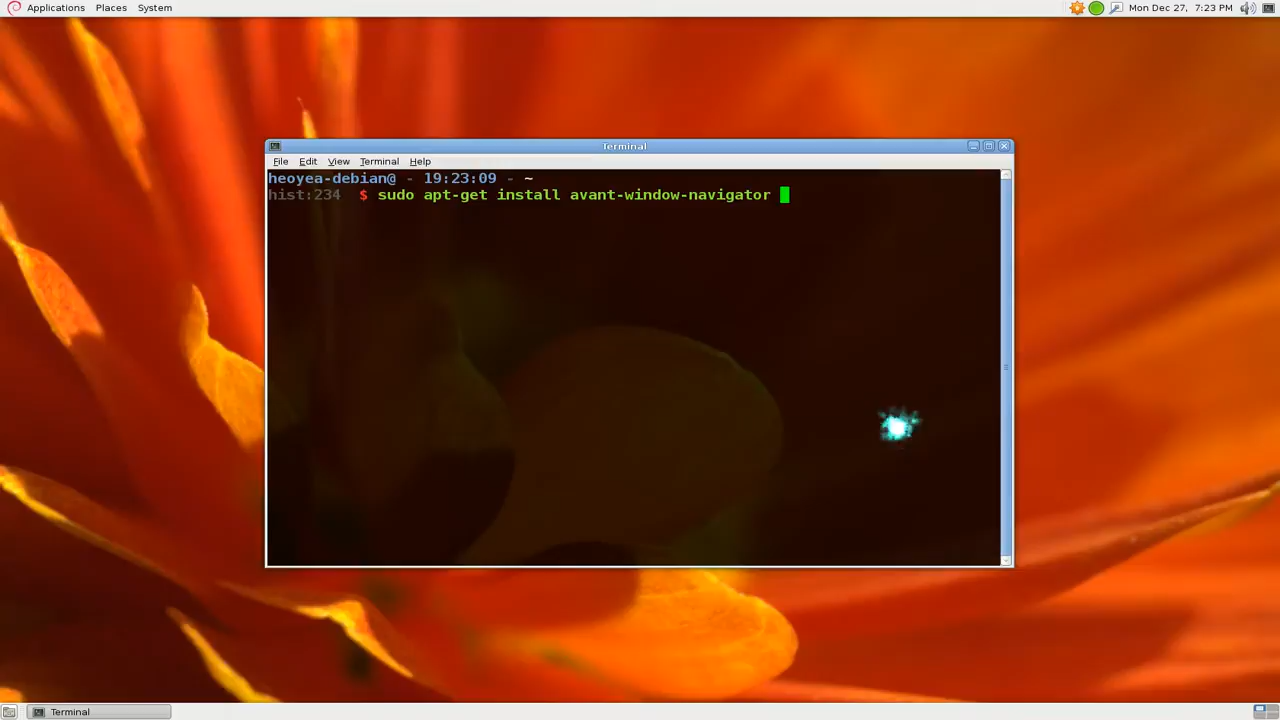 Applications Places System
Mon Dec 27, 7:23 PM
Terminal
File Edit View Terminal Help
heoyea-debian@ - 19:23:09 - ~
hist:234 $ sudo apt-get install avant-window-navigator
Terminal